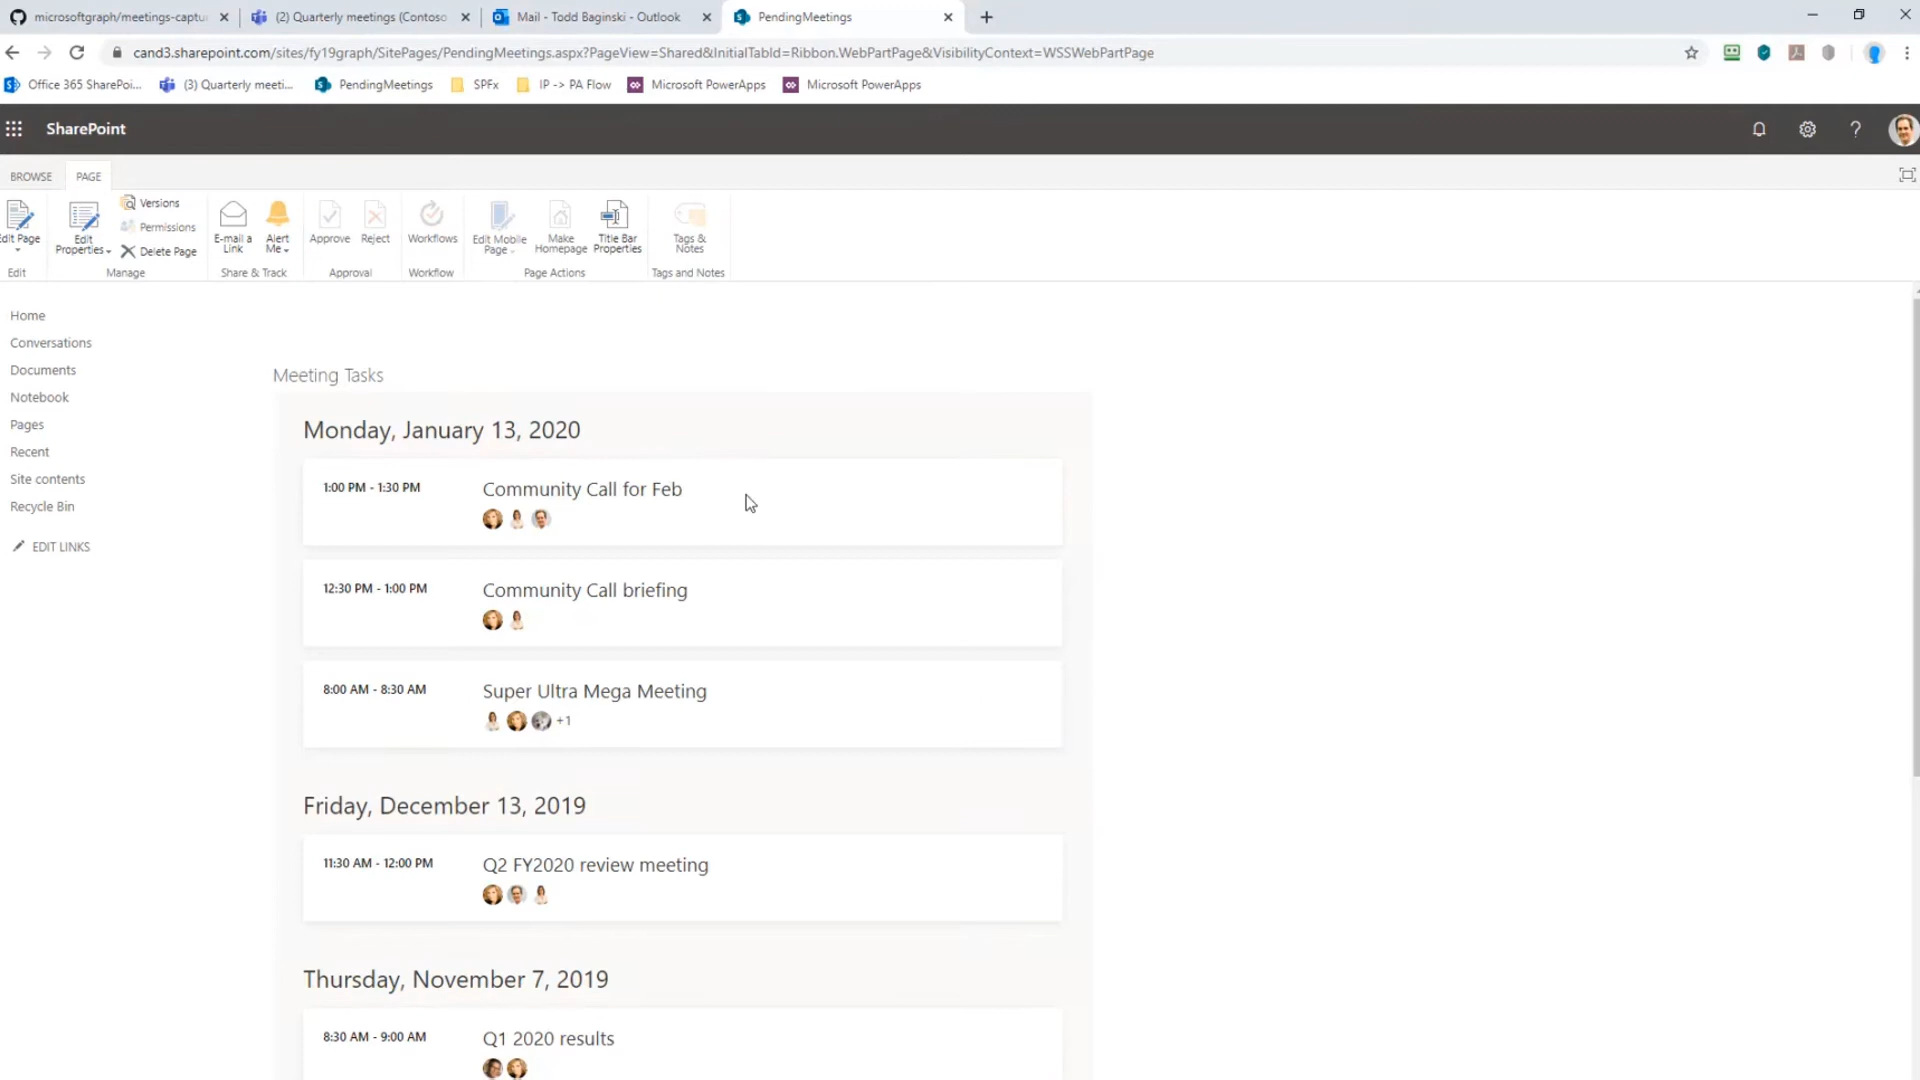 microsoftgraph/meetings-captu
(2) Quarterly meetings (Contoso
Mail - Todd Baginski - Outlook
PendingMeetings
cand3.sharepoint.com/sites/fy19graph/SitePages/PendingMeetings.aspx?PageView=Shared&InitialTabId=Ribbon.WebPartPage&VisibilityContext=WSSWebPartPage
Office 365 SharePoi...
(3) Quarterly meeti...
PendingMeetings
SPFx
IP -> PA Flow
Microsoft PowerApps
Microsoft PowerApps
SharePoint
BROWSE
PAGE
dit Page
Edit
Edit
Properties
Versions
Permissions
Delete Page
Manage
E-mail a
Link
Alert
Me
Share & Track
Approve
Reject
Approval
Workflows
Workflow
Edit Mobile
Page
Make
Homepage
Title Bar
Properties
Page Actions
Tags &
Notes
Tags and Notes
Home
Conversations
Documents
Notebook
Pages
Recent
Site contents
Recycle Bin
EDIT LINKS
Meeting Tasks
Monday, January 13, 2020
1:00 PM - 1:30 PM
Community Call for Feb
12:30 PM - 1:00 PM
Community Call briefing
8:00 AM - 8:30 AM
Super Ultra Mega Meeting
+1
Friday, December 13, 2019
11:30 AM - 12:00 PM
Q2 FY2020 review meeting
Thursday, November 7, 2019
8:30 AM - 9:00 AM
Q1 2020 results